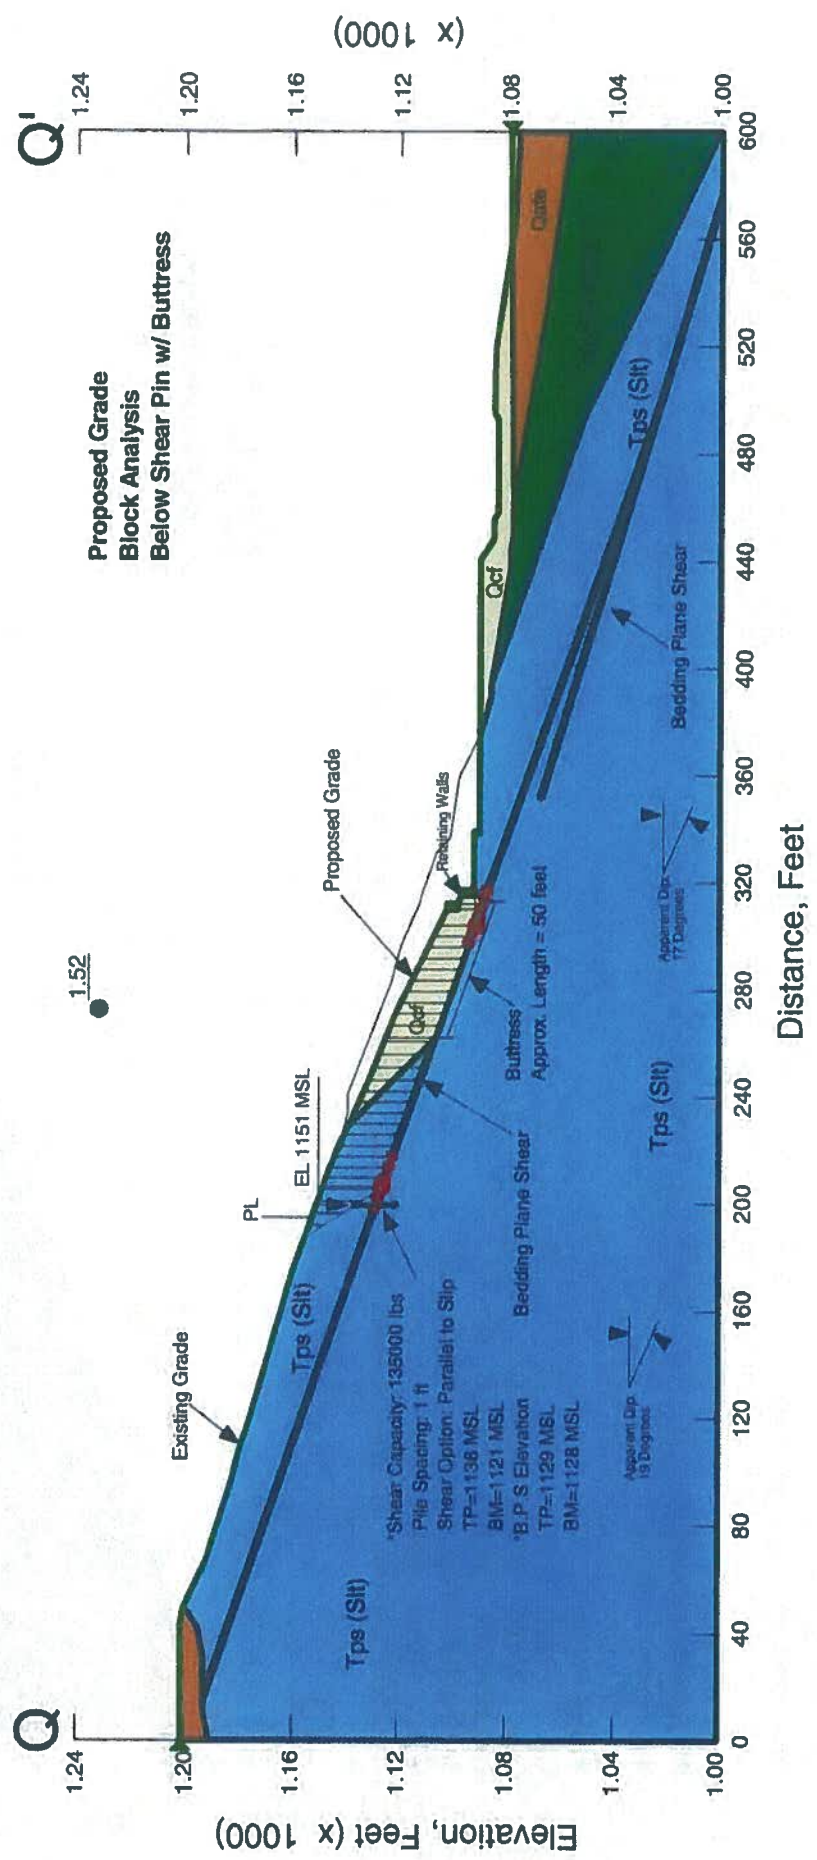 Q
Q'
Proposed Grade
Block Analysis
Below Shear Pin w/ Buttress
1.52
Elevation, Feet (x 1000)
1.24
1.20
1.16
1.12
1.08
1.04
1.00
(x 1000)
1.24
1.20
1.16
1.12
1.08
1.04
1.00
Existing Grade
PL
EL 1151 MSL
Proposed Grade
Retaining Walls
Tps (Slt)
Tps (Slt)
Tps (Slt)
Tps (Slt)
Qcf
Qcf
*Shear Capacity: 135000 lbs
Pile Spacing: 1 ft
Shear Option: Parallel to Slip
TP=1136 MSL
BM=1121 MSL
*B.P S Elevation
TP=1129 MSL
BM=1128 MSL
Bedding Plane Shear
Buttress
Approx. Length = 50 feet
Bedding Plane Shear
Apparent Dip
19 Degrees
Apparent Dip
17 Degrees
0
40
80
120
160
200
240
280
320
360
400
440
480
520
560
600
Distance, Feet